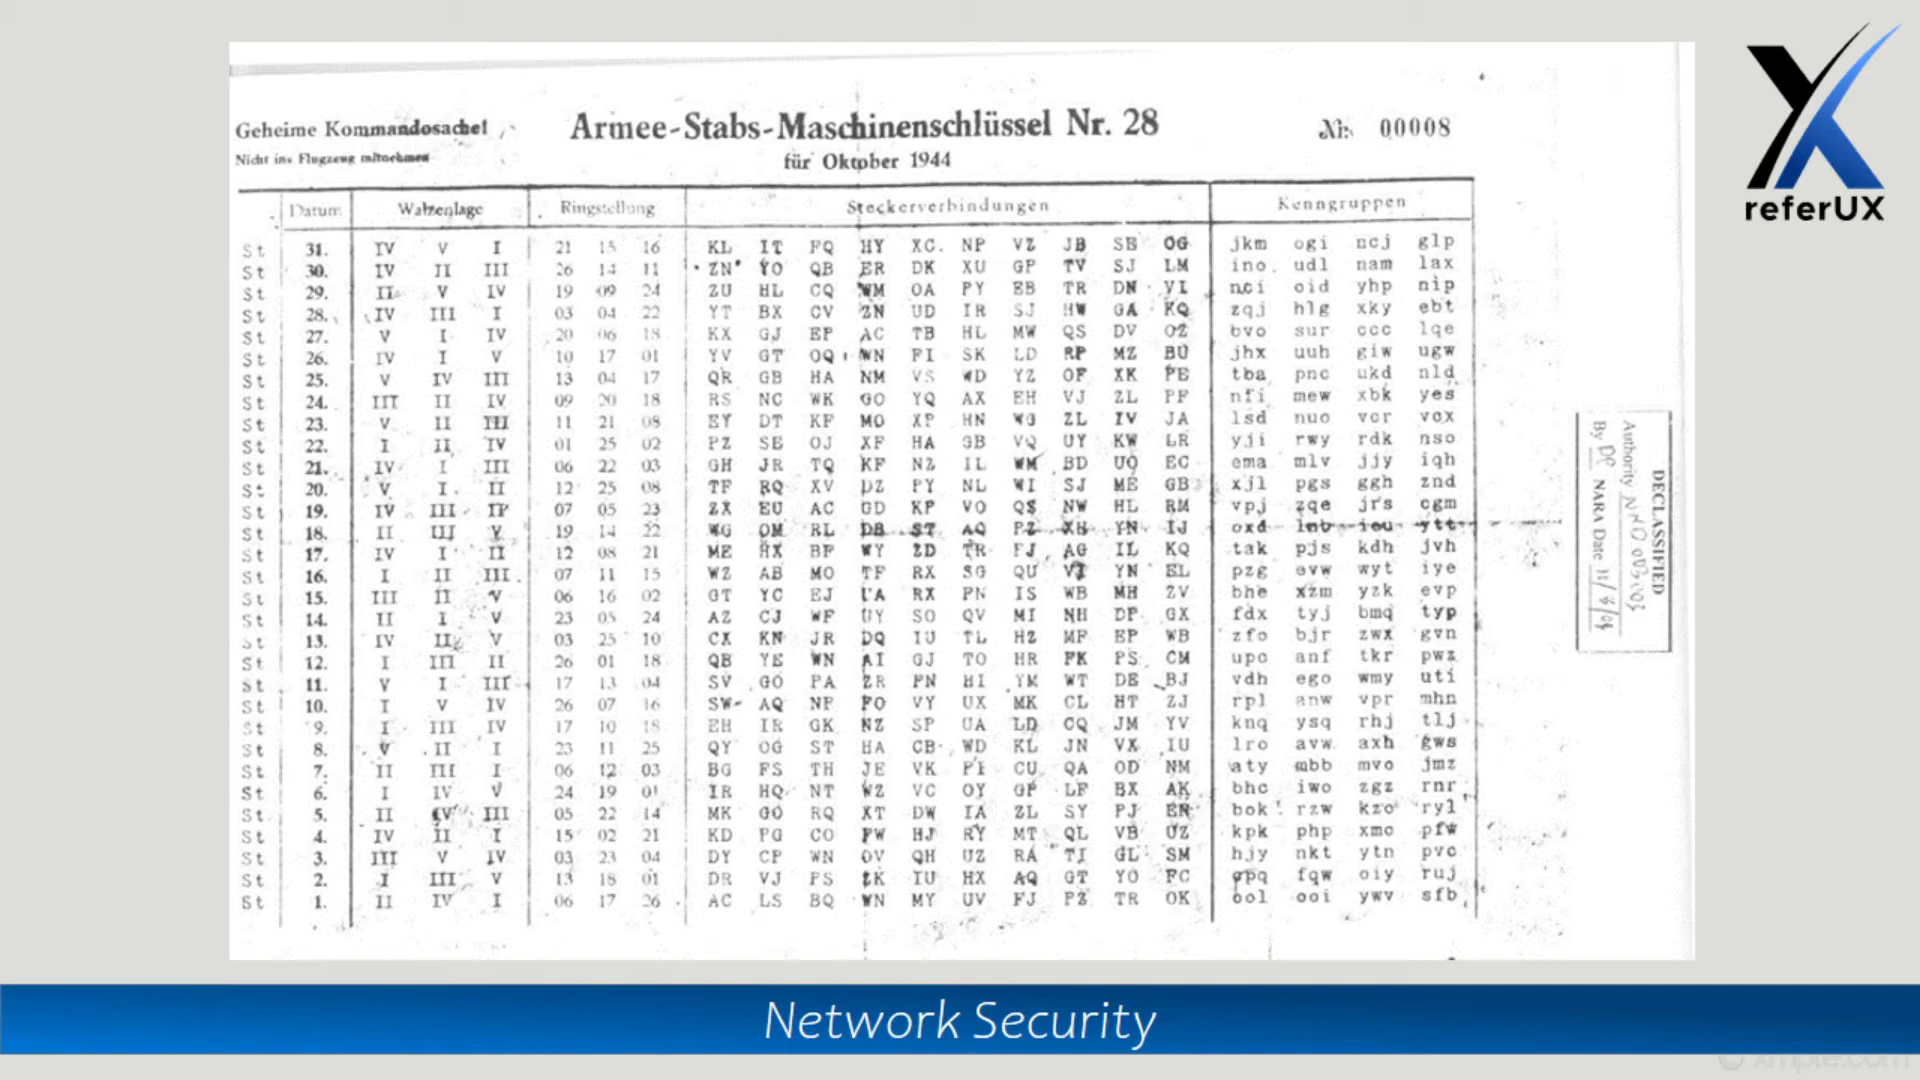 Geheime Kommandosache!
Nicht ins Flugzeug mitnehmen
Armee-Stabs-Maschinenschlüssel Nr. 28
für Oktober 1944
Nr. 00008
Datum Walzenlage Ringstellung Steckerverbindungen Kenngruppen
St 31. IV V I 21 15 16 KL IT FQ HY XC NP VZ JB SE OG jkm ogi ncj glp
St 30. IV II III 26 14 11 ZN YO QB ER DK XU GP TV SJ LM ino udl nam lax
St 29. II V IV 19 09 24 ZU HL CQ WM OA PY EB TR DN VI nci oid yhp nip
St 28. IV III I 03 04 22 YT BX CV ZN UD IR SJ HW GA KQ zqj hlg xky ebt
St 27. V I IV 20 06 18 KX GJ EP AC TB HL MW QS DV OZ bvo sur ccc lqe
St 26. IV I V 10 17 01 YV GT OQ WN FI SK LD RP MZ BU jhx uuh giw ugw
St 25. V IV III 13 04 17 QR GB HA NM VS WD YZ OF XK PE tba pnc ukd nld
St 24. III II IV 09 20 18 RS NC WK GO YQ AX EH VJ ZL PF nfi mew xbk yes
St 23. V II III 11 21 08 EY DT KF MO XP HN WG ZL IV JA lsd nuo vor vox
St 22. I II IV 01 25 02 PZ SE OJ XF HA GB VQ UY KW LR yji rwy rdk nso
St 21. IV I III 06 22 03 GH JR TQ KF NZ IL WM BD UO EC ema mlv jjy iqh
St 20. V I II 12 25 08 TF RQ XV DZ PY NL WI SJ ME GB xjl pgs ggh znd
St 19. IV III 07 05 23 ZX EU AC GD KP VO QS NW HL RM vpj zqe jrs cgm
St 18. II III V 19 14 22 WG OM RL DB ST AQ PZ XH YN IJ oxd ytt
St 17. IV I II 12 08 21 ME HX BF WY ZD TR FJ AG IL KQ tak pjs kdh jvh
St 16. I II III 07 11 15 WZ AB MO TF RX SG QU YN EL pzg evw wyt iye
St 15. III II V 06 16 02 GT YC EJ UA RX PN IS WB MH ZV bhe xzm yzk evp
St 14. II I V 23 05 24 AZ CJ WF UY SO QV MI NH DP GX fdx tyj bmq typ
St 13. IV II V 03 25 10 CX KN JR DQ IU TL HZ MF EP WB zfo bjr zwx gvn
St 12. I III II 26 01 18 QB YE WN AI GJ TO HR FK PS CM upc anf tkr pwz
St 11. V I III 17 13 04 SV GO PA ZR FN HI YM WT DE BJ vdh ego wmy uti
St 10. I V IV 26 07 16 SW AQ NP FO VY UX MK CL HT ZJ rpl anw vpr mhn
St 9. I III IV 17 10 18 EH IR GK NZ SP UA LD CQ JM YV knq ysq rhj tlj
St 8. V II I 23 11 25 QY OG ST HA CB WD KL JN VX IU lro avw axh gws
St 7. II III I 06 12 03 BG FS TH JE VK PI CU QA OD NM aty mbb mvo jmz
St 6. I IV V 24 19 01 IR HQ NT WZ VC OY GP LF BX AK bhc iwo zgz rnr
St 5. II IV III 05 22 14 MK GO RQ XT DW IA ZL SY PJ EN bok rzw kzo ryl
St 4. IV II I 15 02 21 KD PG CO FW HJ RY MT QL VB UZ kpk php xmo pfw
St 3. III V IV 03 23 04 DY CP WN OV QH UZ RA TI GL SM hjy nkt ytn pvc
St 2. I III V 13 18 01 DR VJ PS ZK IU HX AQ GT YO FC fqw oiy ruj
St 1. II IV I 06 17 26 AC LS BQ WN MY UV FJ PZ TR OK ool ooi ywv sfb
DECLASSIFIED
Authority
By NARA Date
referUX
Network Security